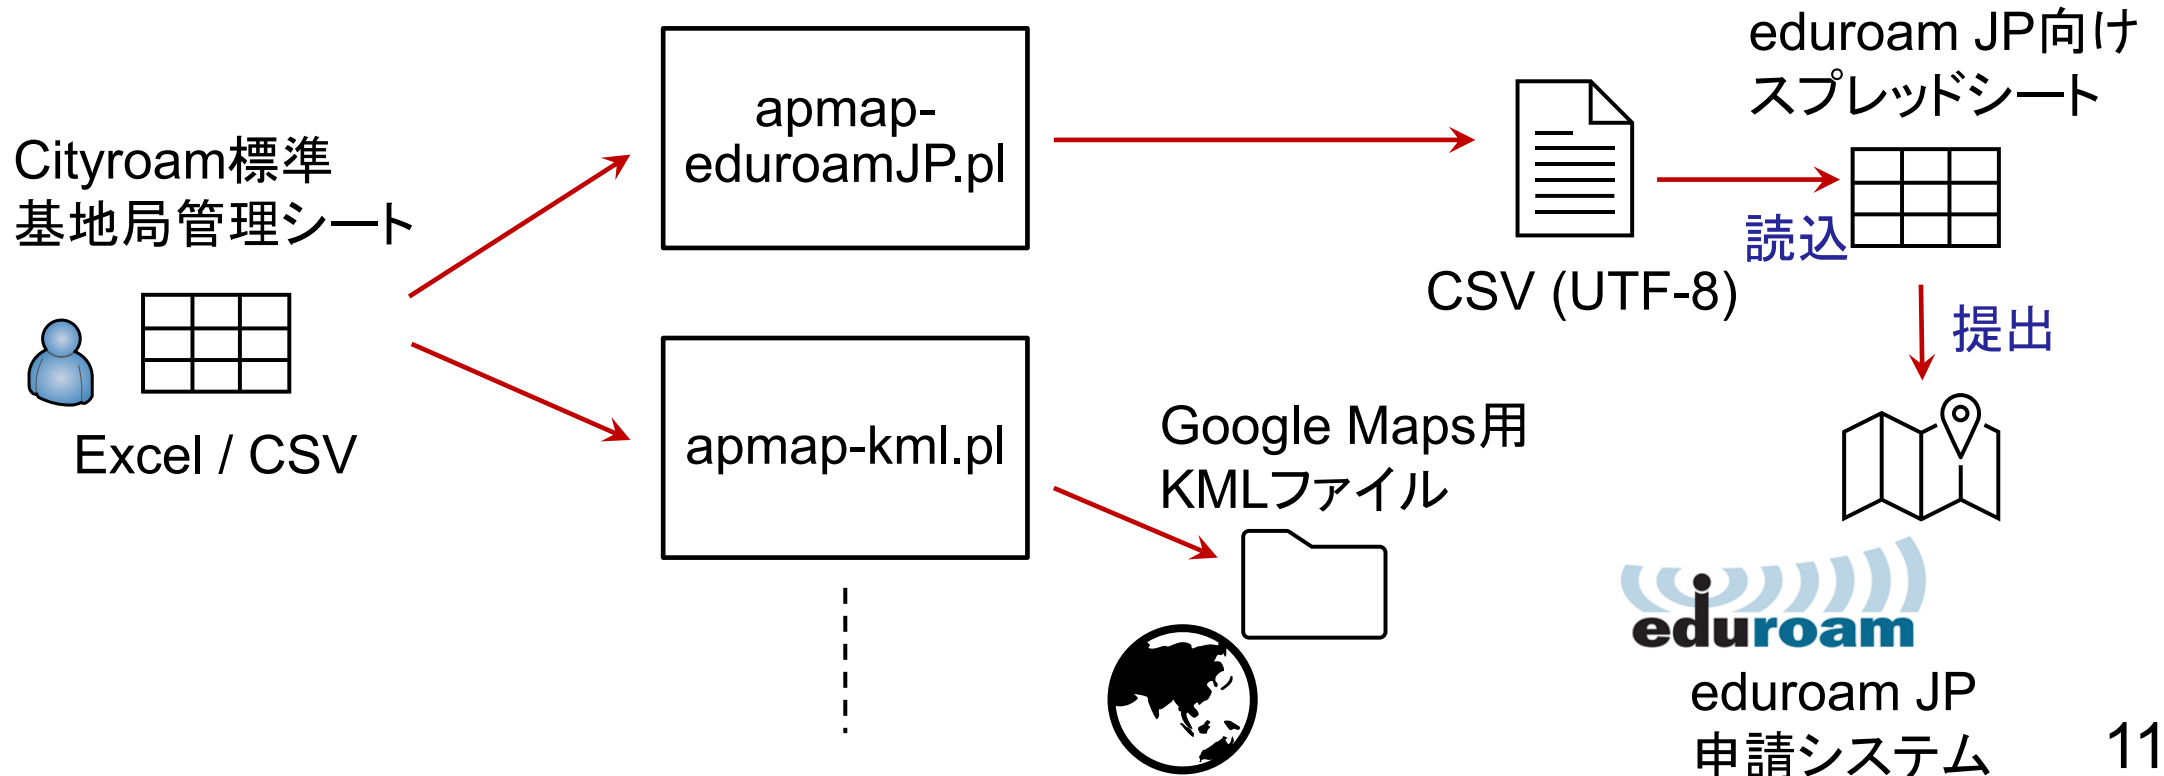 Cityroam標準
基地局管理シート
Excel / CSV
apmap-
eduroamJP.pl
apmap-kml.pl
CSV (UTF-8)
eduroam JP向け
スプレッドシート
読込
提出
Google Maps用
KMLファイル
eduroam
eduroam JP
申請システム
11